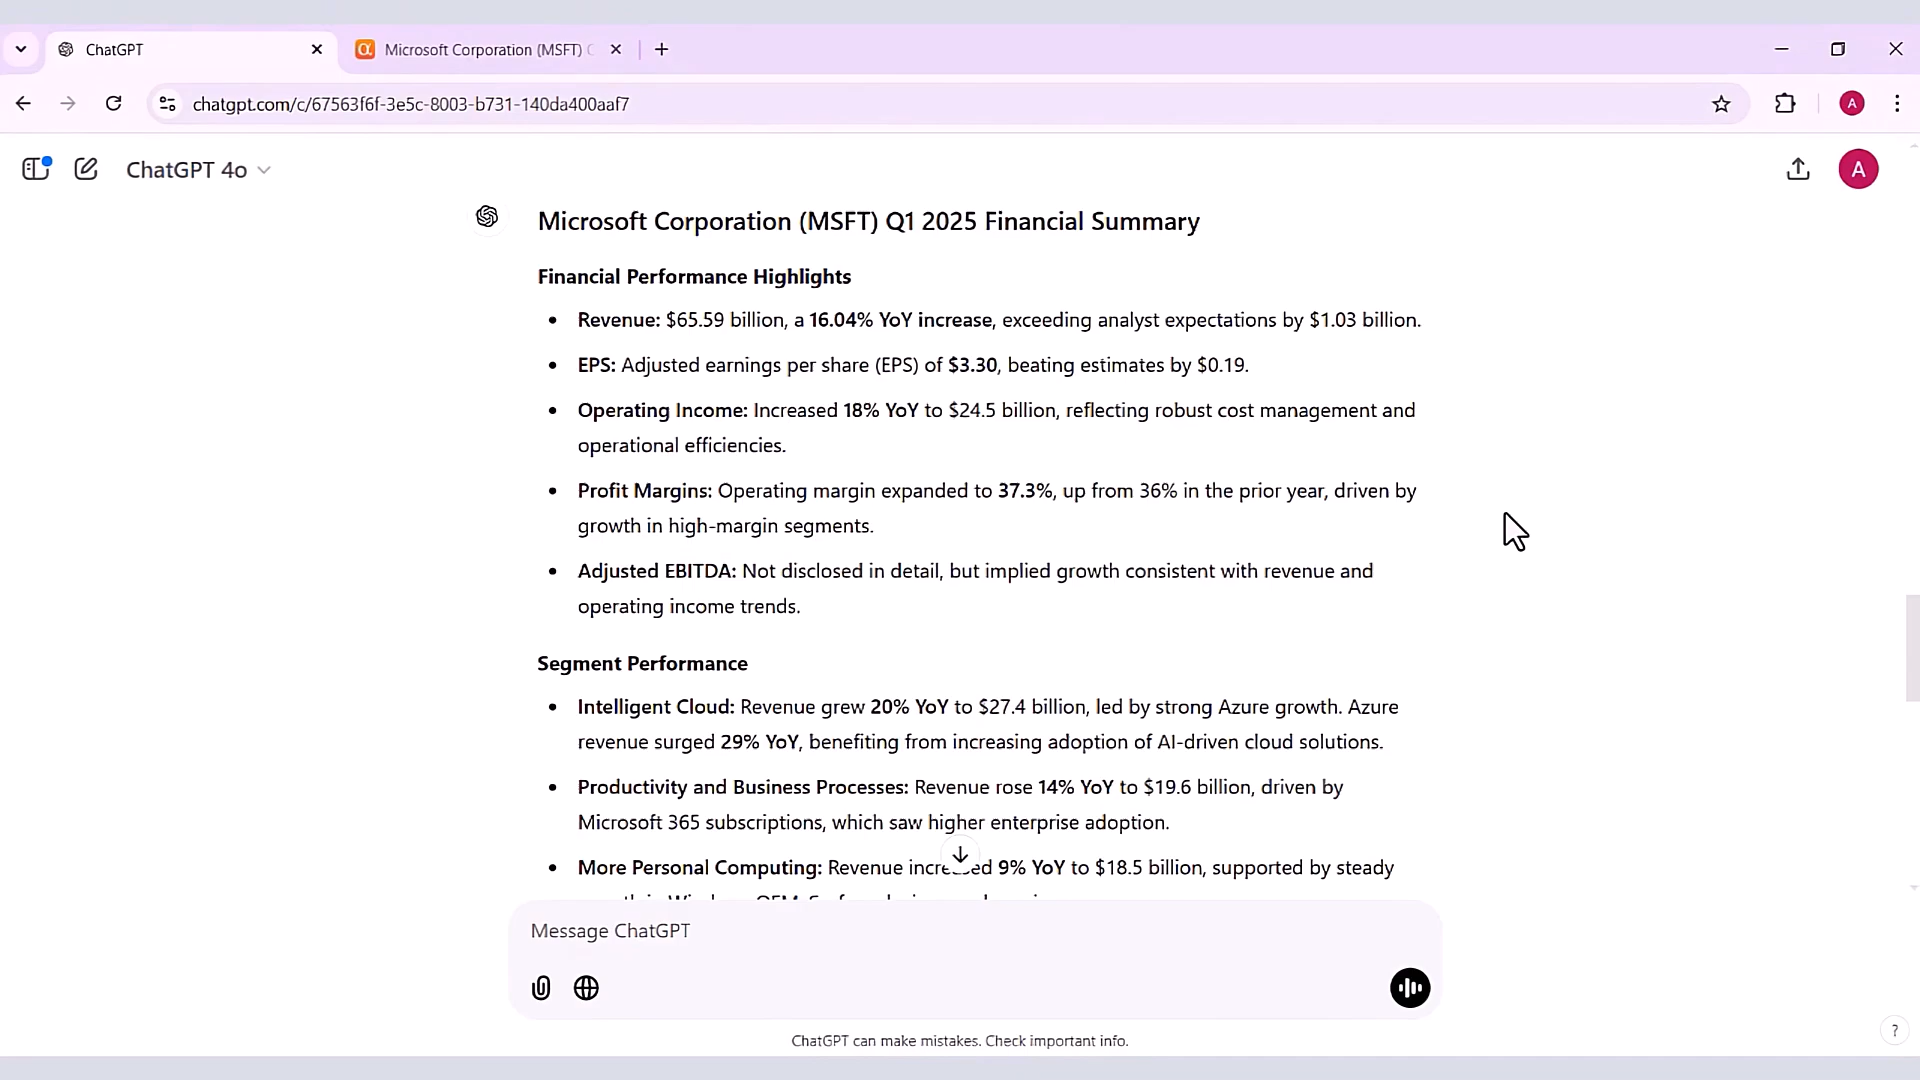 ChatGPT
Microsoft Corporation (MSFT)
chatgpt.com/c/67563f6f-3e5c-8003-b731-140da400aaf7
A
ChatGPT 4o
A
Microsoft Corporation (MSFT) Q1 2025 Financial Summary
Financial Performance Highlights
• Revenue: $65.59 billion, a 16.04% YoY increase, exceeding analyst expectations by $1.03 billion.
• EPS: Adjusted earnings per share (EPS) of $3.30, beating estimates by $0.19.
• Operating Income: Increased 18% YoY to $24.5 billion, reflecting robust cost management and
operational efficiencies.
• Profit Margins: Operating margin expanded to 37.3%, up from 36% in the prior year, driven by
growth in high-margin segments.
• Adjusted EBITDA: Not disclosed in detail, but implied growth consistent with revenue and
operating income trends.
Segment Performance
• Intelligent Cloud: Revenue grew 20% YoY to $27.4 billion, led by strong Azure growth. Azure
revenue surged 29% YoY, benefiting from increasing adoption of AI-driven cloud solutions.
• Productivity and Business Processes: Revenue rose 14% YoY to $19.6 billion, driven by
Microsoft 365 subscriptions, which saw higher enterprise adoption.
• More Personal Computing: Revenue increased 9% YoY to $18.5 billion, supported by steady
Message ChatGPT
ChatGPT can make mistakes. Check important info.
?